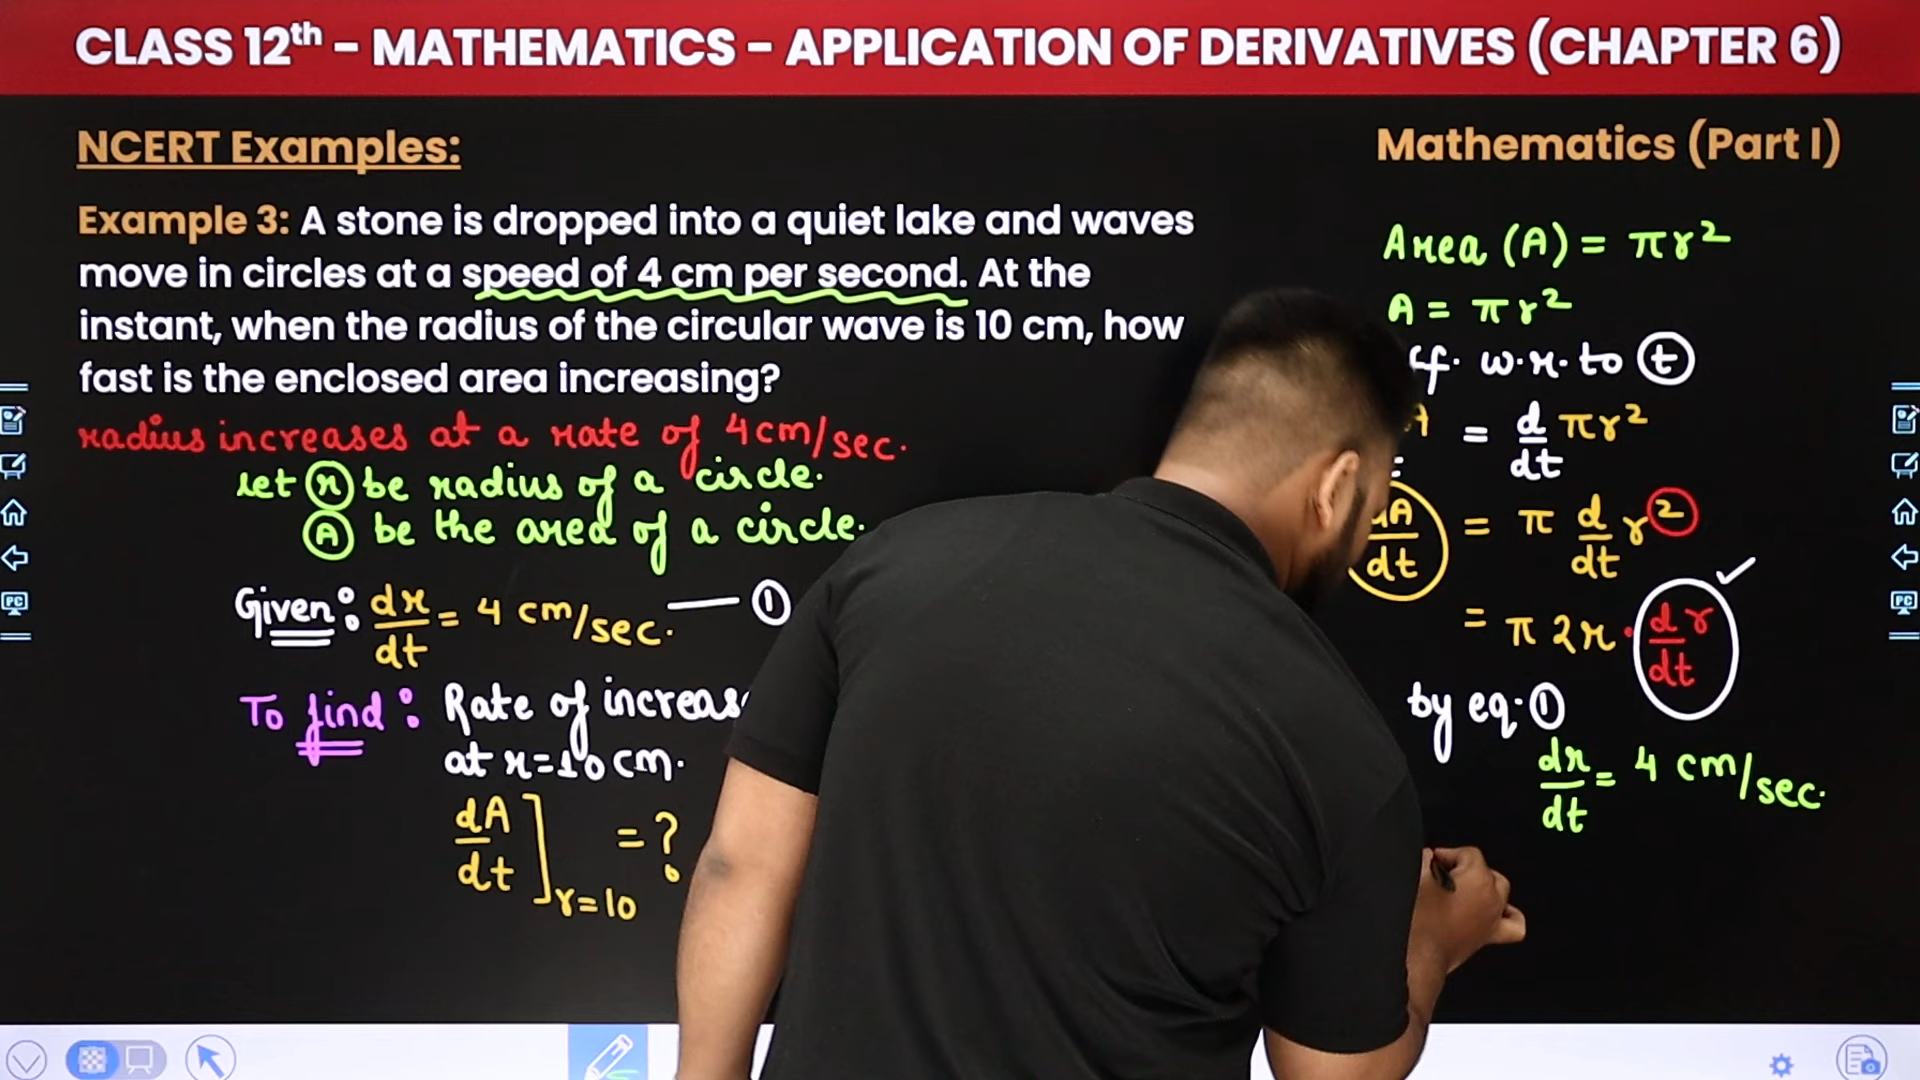 CLASS 12th - MATHEMATICS - APPLICATION OF DERIVATIVES (CHAPTER 6)
NCERT Examples:
Mathematics (Part I)
Example 3: A stone is dropped into a quiet lake and waves
move in circles at a speed of 4 cm per second. At the
instant, when the radius of the circular wave is 10 cm, how
fast is the enclosed area increasing?
radius increases at a rate of 4cm/sec.
Let r be radius of a circle.
A be the area of a circle.
Given: dr/dt = 4 cm/sec. — ①
To find: Rate of
at r=10cm.
dA/dt]r=10 = ?
Area (A) = πr²
A = πr²
w.r.to t
= d/dt πr²
dA/dt = π d/dt r²
= π 2r . dr/dt ✓
by eq. ①
dr/dt = 4 cm/sec.
PC
PC